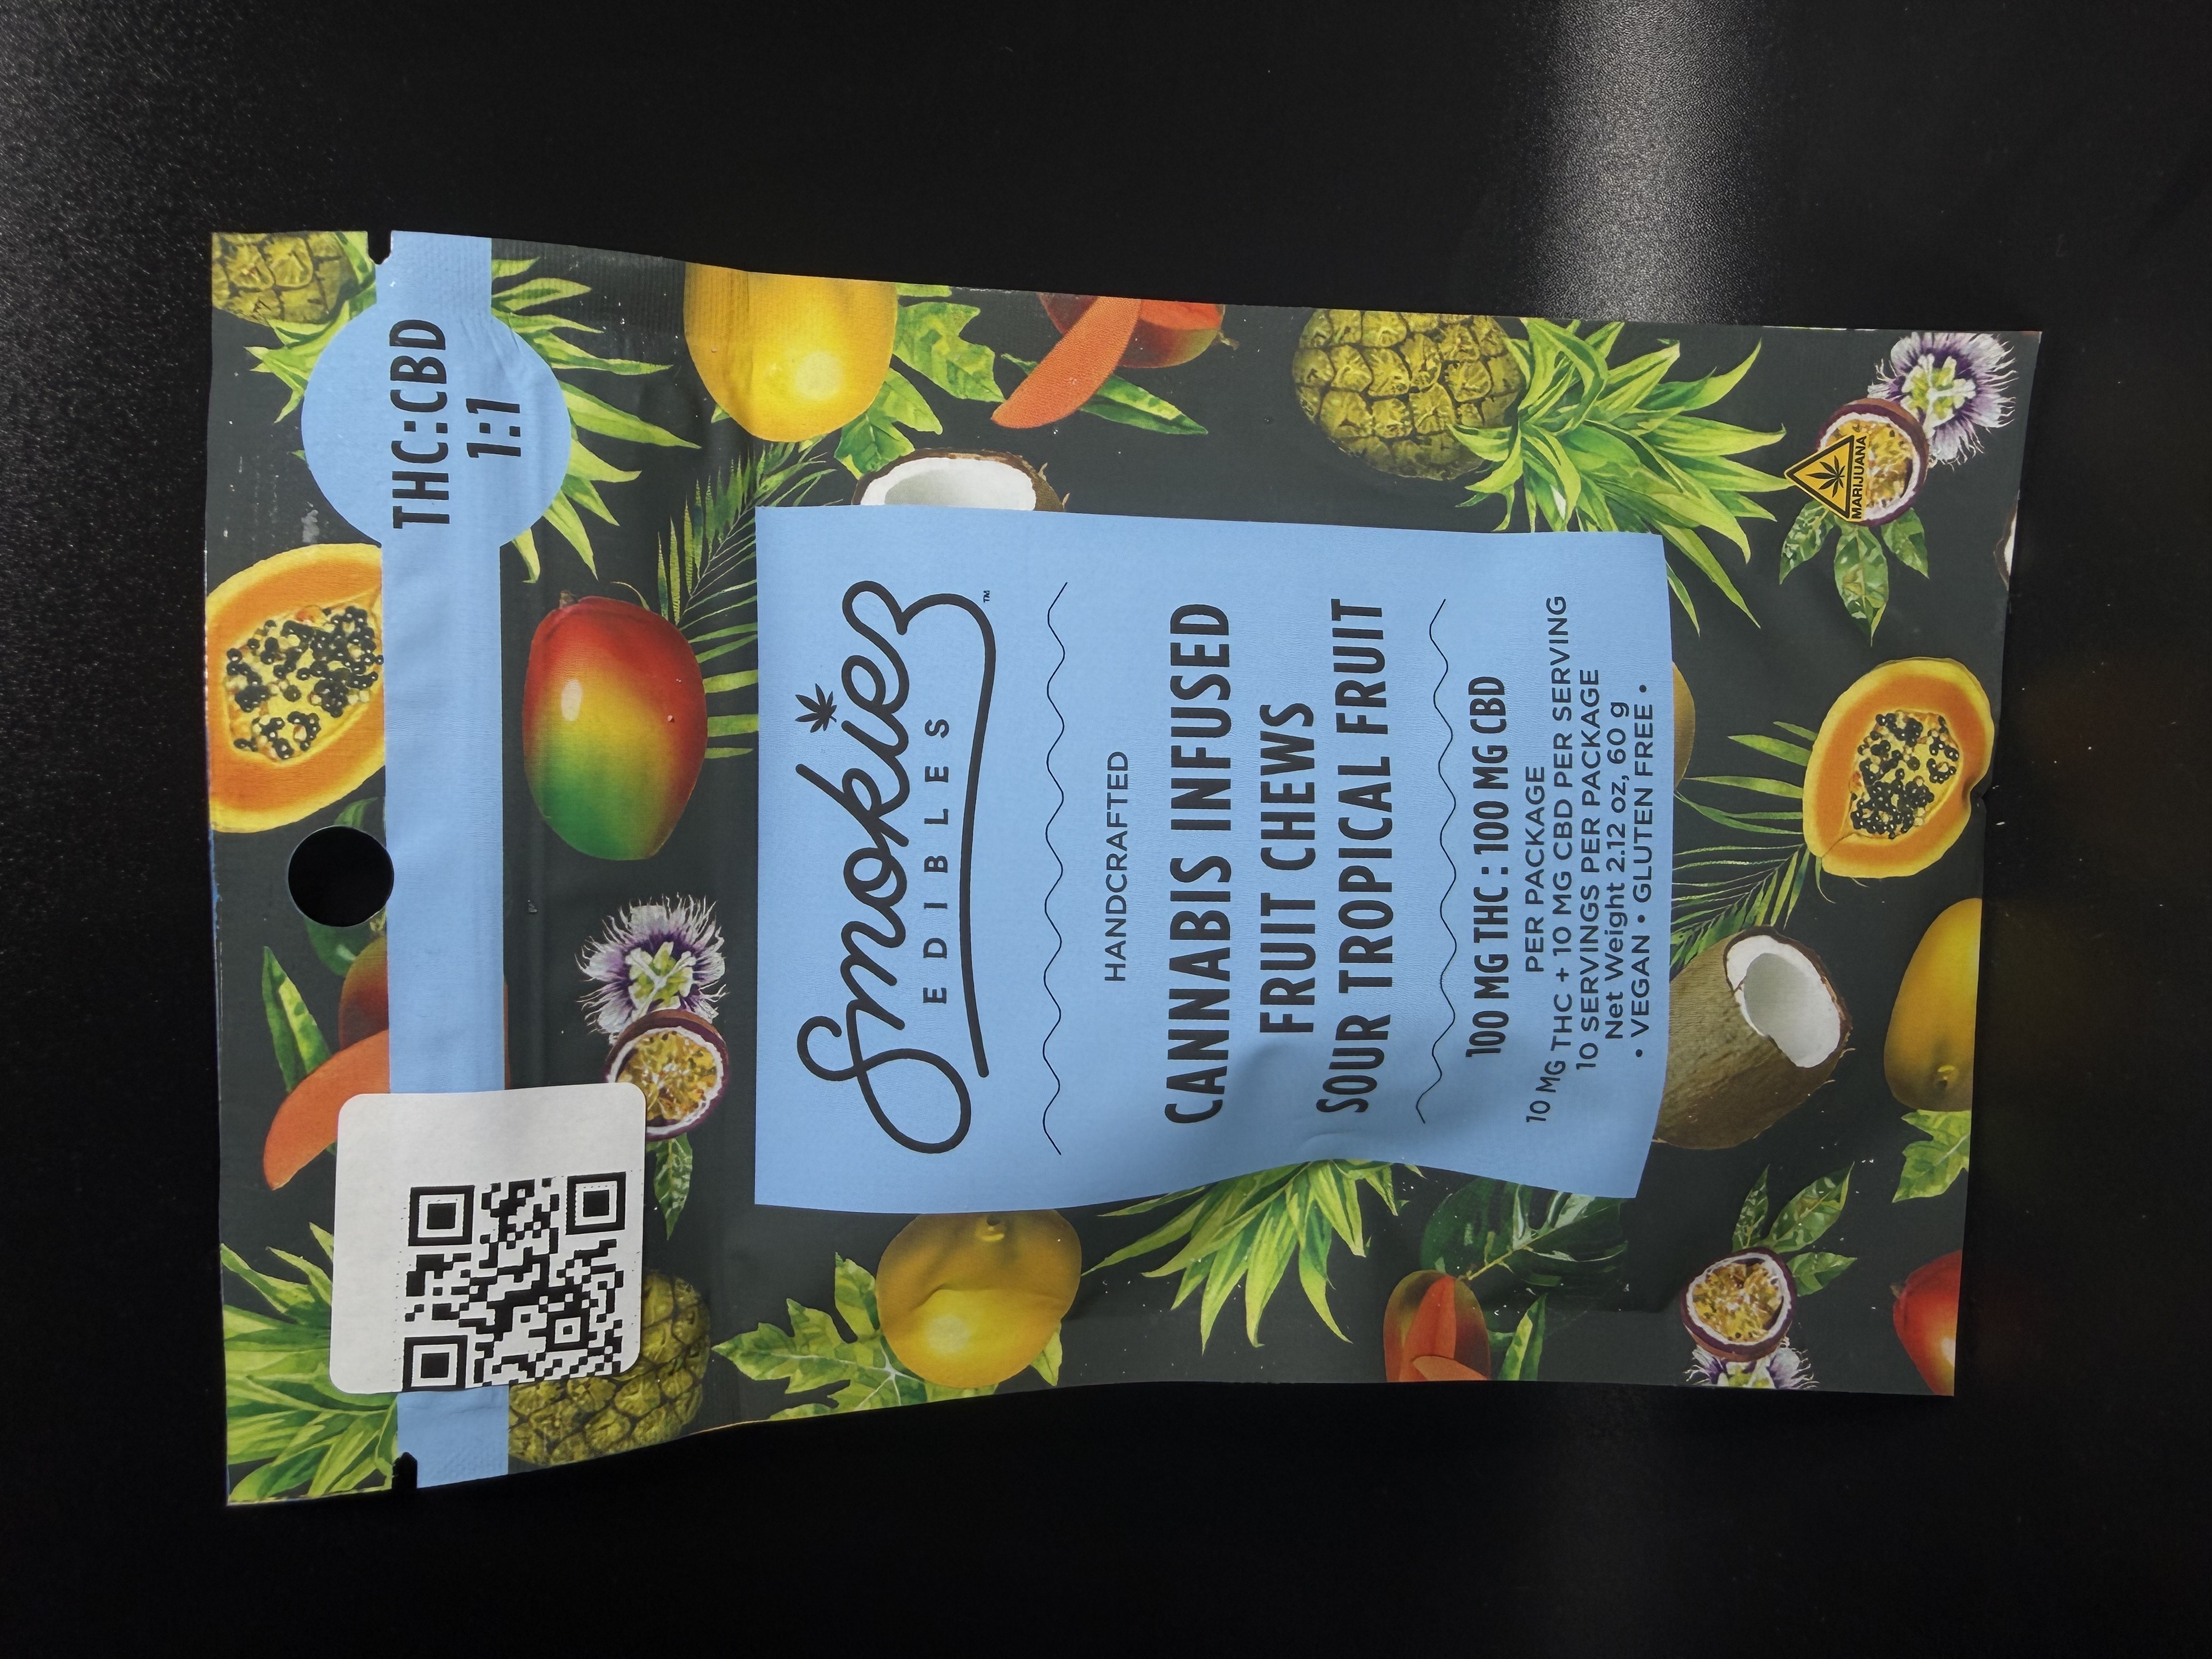 THC:CBD
1:1
Smokiez
™
EDIBLES
HANDCRAFTED
CANNABIS INFUSED
FRUIT CHEWS
SOUR TROPICAL FRUIT
100 MG THC : 100 MG CBD
PER PACKAGE
10 MG THC + 10 MG CBD PER SERVING
10 SERVINGS PER PACKAGE
Net Weight 2.12 oz, 60 g
• VEGAN • GLUTEN FREE •
MARIJUANA